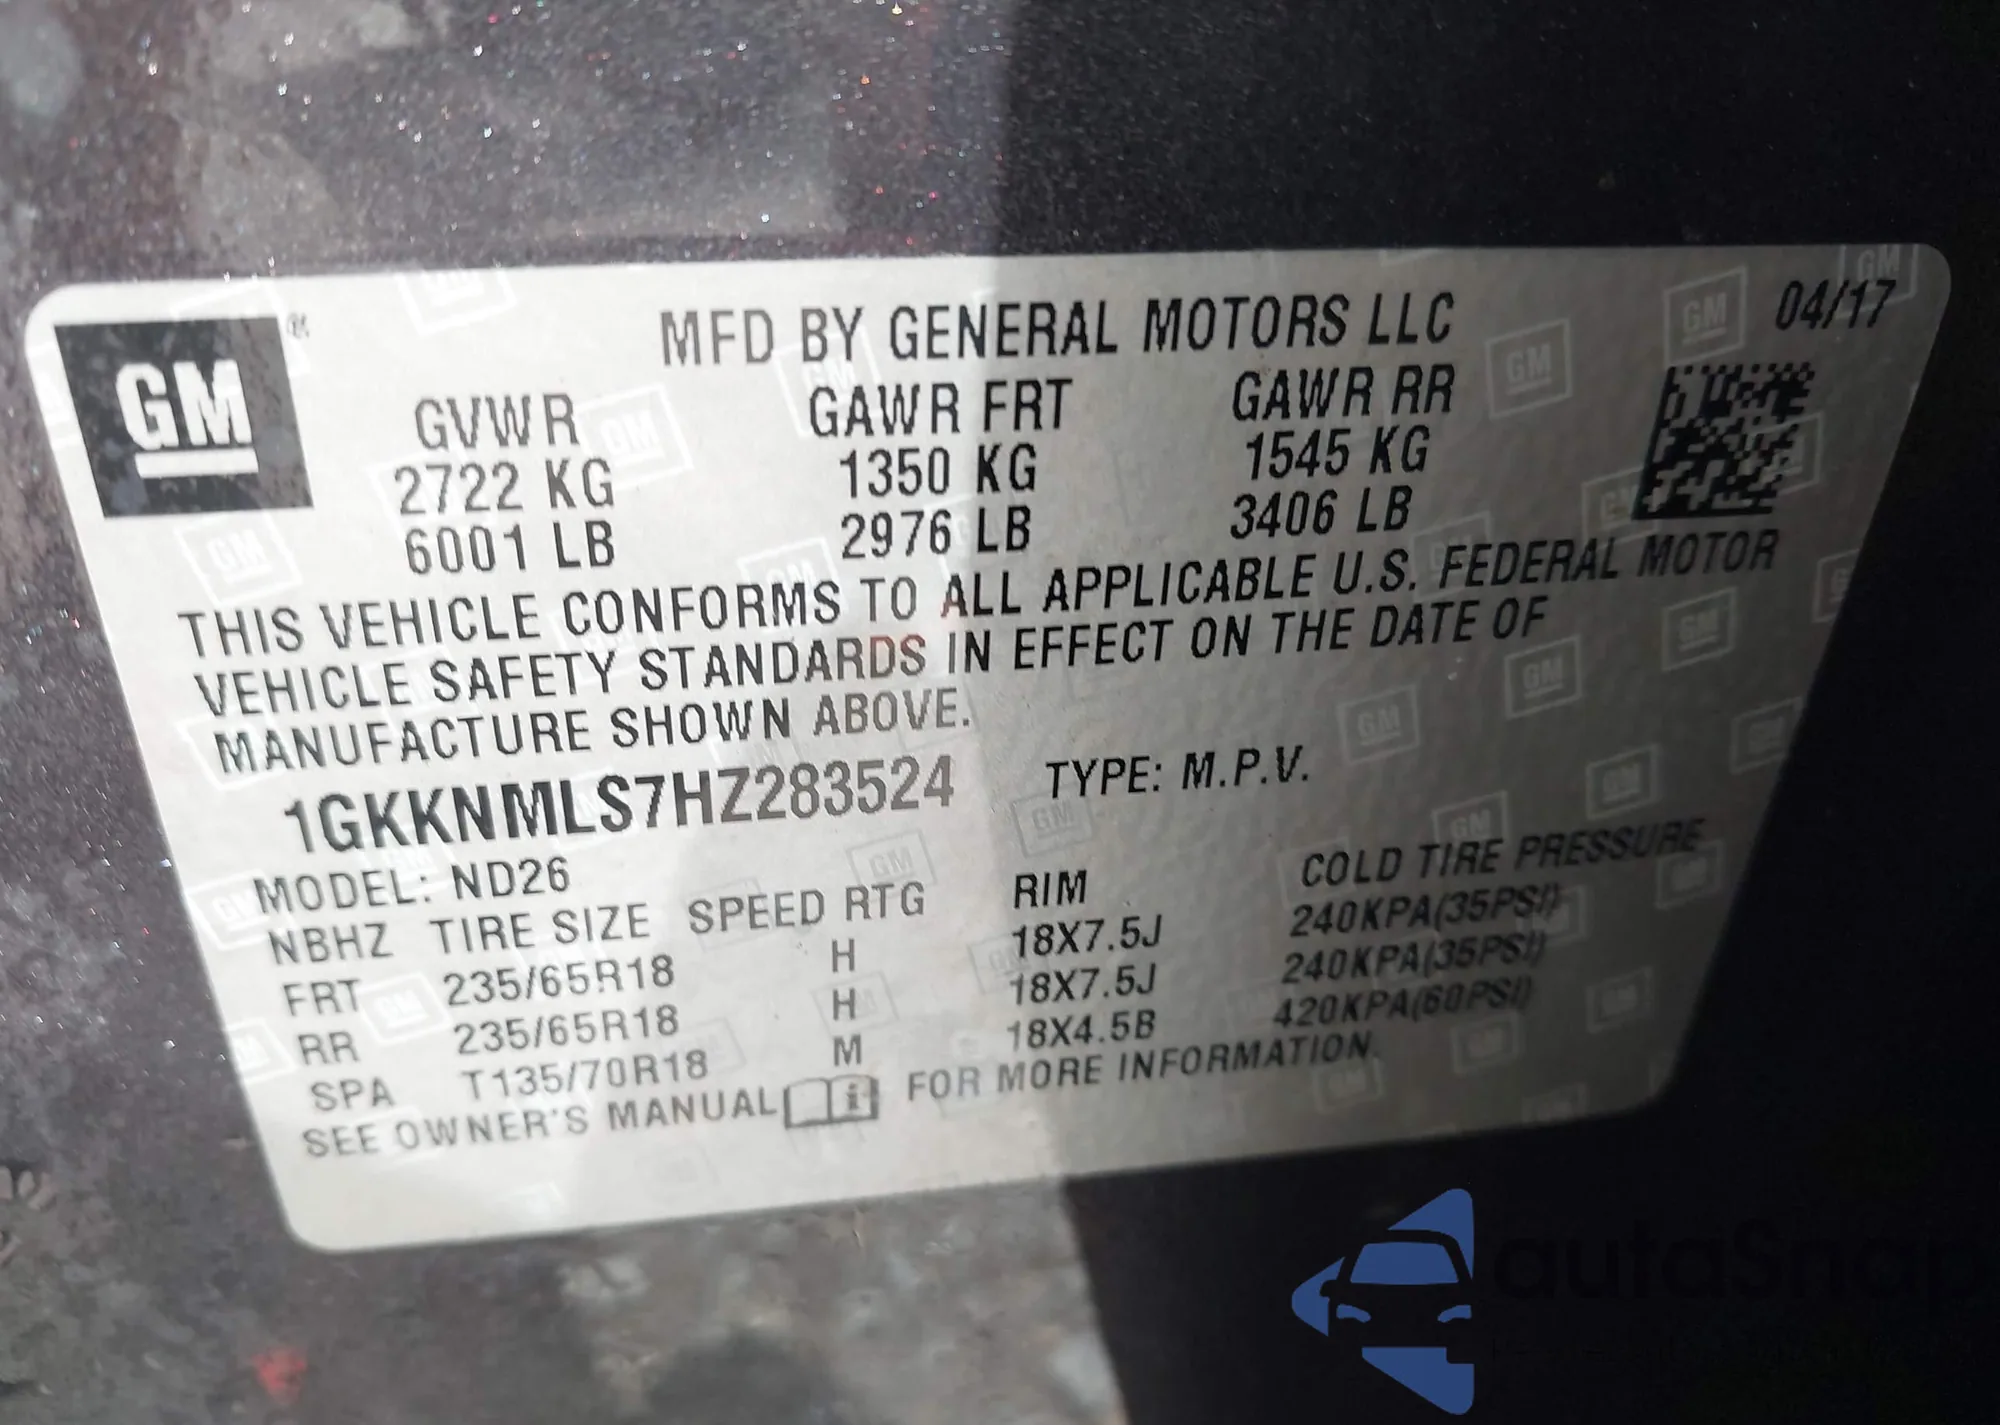 GM
®
MFD BY GENERAL MOTORS LLC 04/17
GVWR GAWR FRT GAWR RR
2722 KG 1350 KG 1545 KG
6001 LB 2976 LB 3406 LB
THIS VEHICLE CONFORMS TO ALL APPLICABLE U.S. FEDERAL MOTOR
VEHICLE SAFETY STANDARDS IN EFFECT ON THE DATE OF
MANUFACTURE SHOWN ABOVE.
1GKKNMLS7HZ283524 TYPE: M.P.V.
MODEL: ND26
NBHZ TIRE SIZE SPEED RTG RIM COLD TIRE PRESSURE
FRT 235/65R18 H 18X7.5J 240KPA(35PSI)
RR 235/65R18 H 18X7.5J 240KPA(35PSI)
SPA T135/70R18 M 18X4.5B 420KPA(60PSI)
SEE OWNER'S MANUAL FOR MORE INFORMATION.
autoSnap